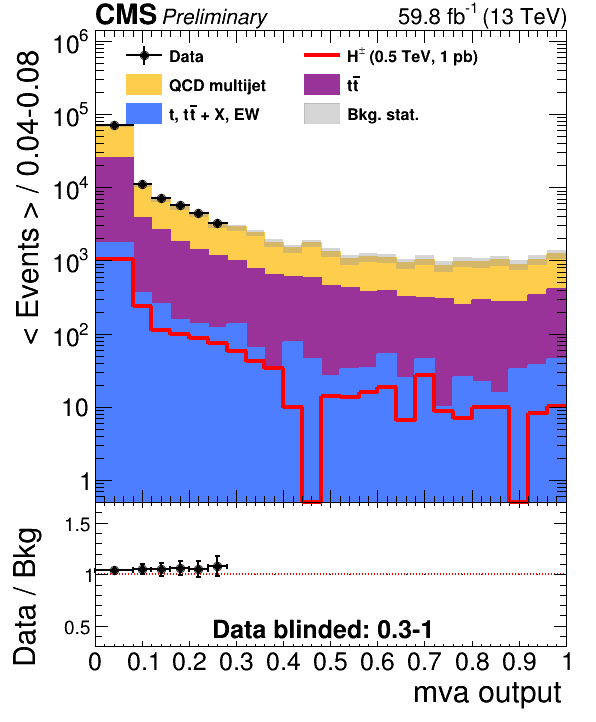 CMS Preliminary 59.8 fb⁻¹ (13 TeV)
< Events > / 0.04-0.08
10⁶
10⁵
10⁴
10³
10²
10
1
Data
H± (0.5 TeV, 1 pb)
QCD multijet
tt̄
t, tt̄ + X, EW
Bkg. stat.
Data / Bkg
1.5
1
0.5
Data blinded: 0.3-1
0 0.1 0.2 0.3 0.4 0.5 0.6 0.7 0.8 0.9 1
mva output